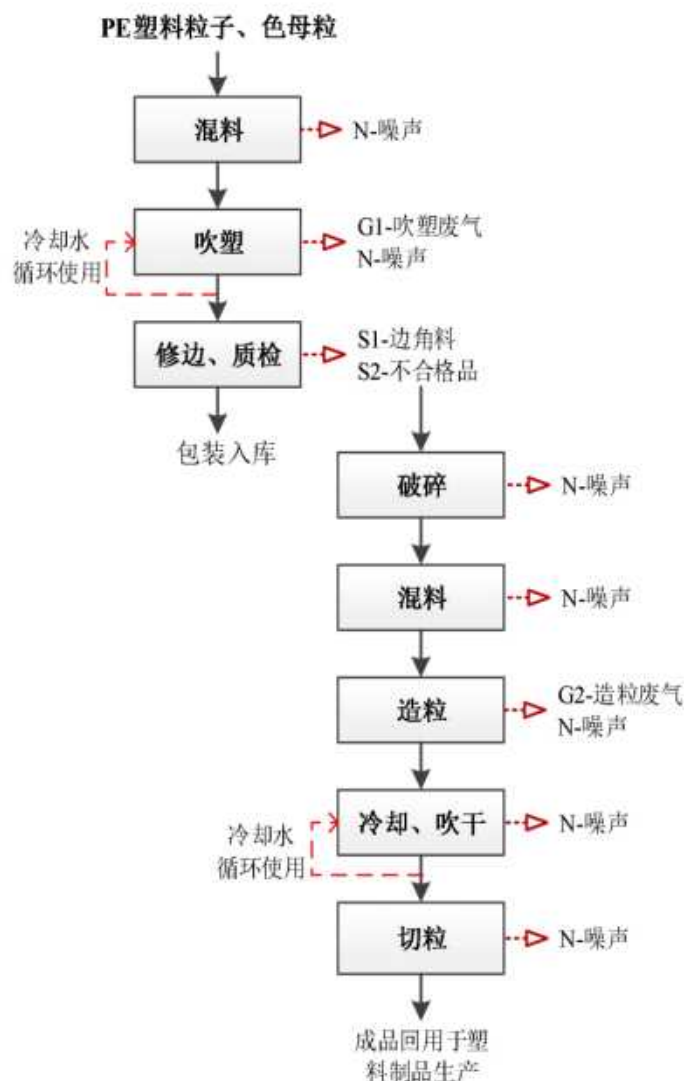 PE塑料粒子、色母粒
混料
N-噪声
冷却水
循环使用
吹塑
G1-吹塑废气
N-噪声
修边、质检
S1-边角料
S2-不合格品
包装入库
破碎
N-噪声
混料
N-噪声
造粒
G2-造粒废气
N-噪声
冷却水
循环使用
冷却、吹干
N-噪声
切粒
N-噪声
成品回用于塑
料制品生产